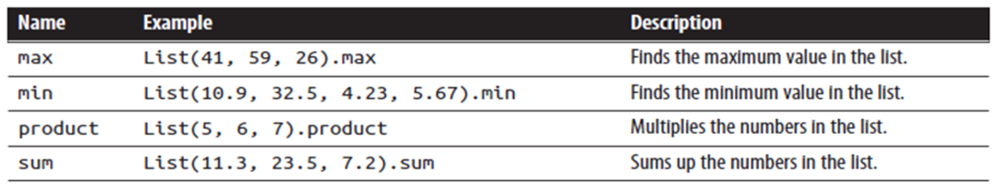 Name Example Description
max List(41, 59, 26).max Finds the maximum value in the list.
min List(10.9, 32.5, 4.23, 5.67).min Finds the minimum value in the list.
product List(5, 6, 7).product Multiplies the numbers in the list.
sum List(11.3, 23.5, 7.2).sum Sums up the numbers in the list.